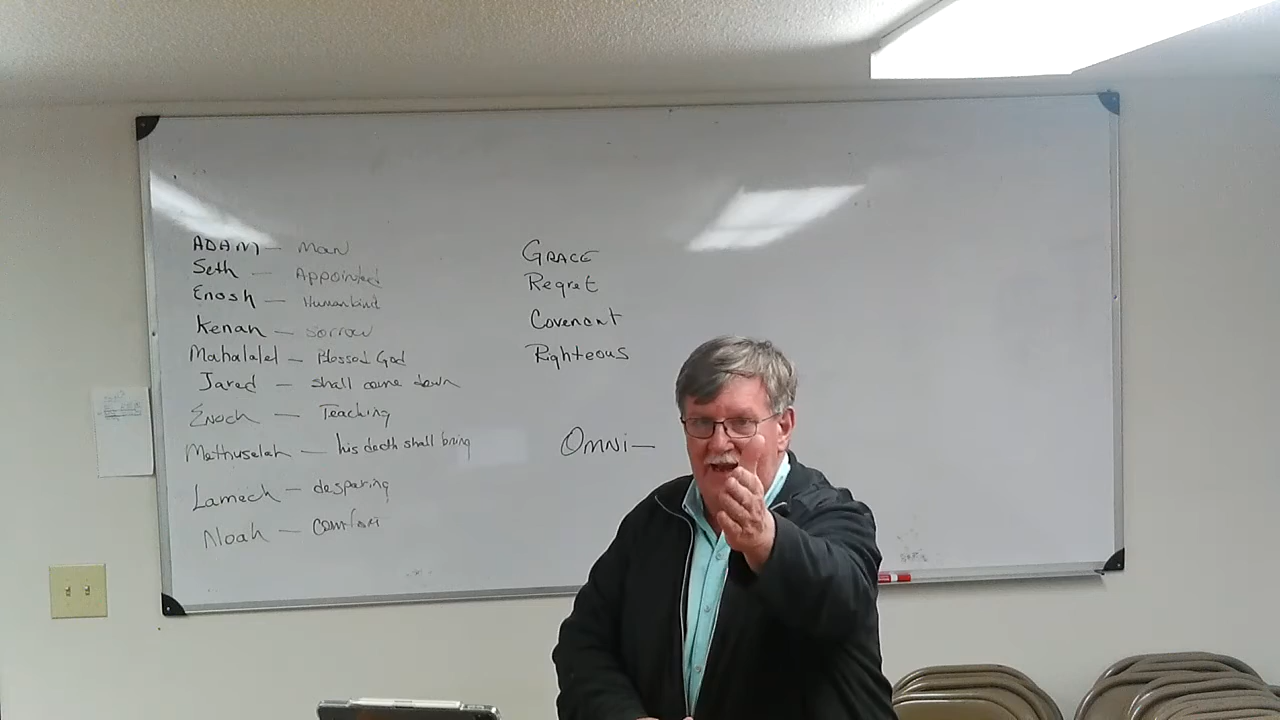 ADAM — Man
Seth — Appointed
Enosh — Humankind
Kenan — sorrow
Mahalalel — Blessed God
Jared — shall come down
Enoch — Teaching
Methuselah — his death shall bring
Lamech — desparing
Noah — comfort
GRACE
Regret
Covenant
Righteous
Omni—